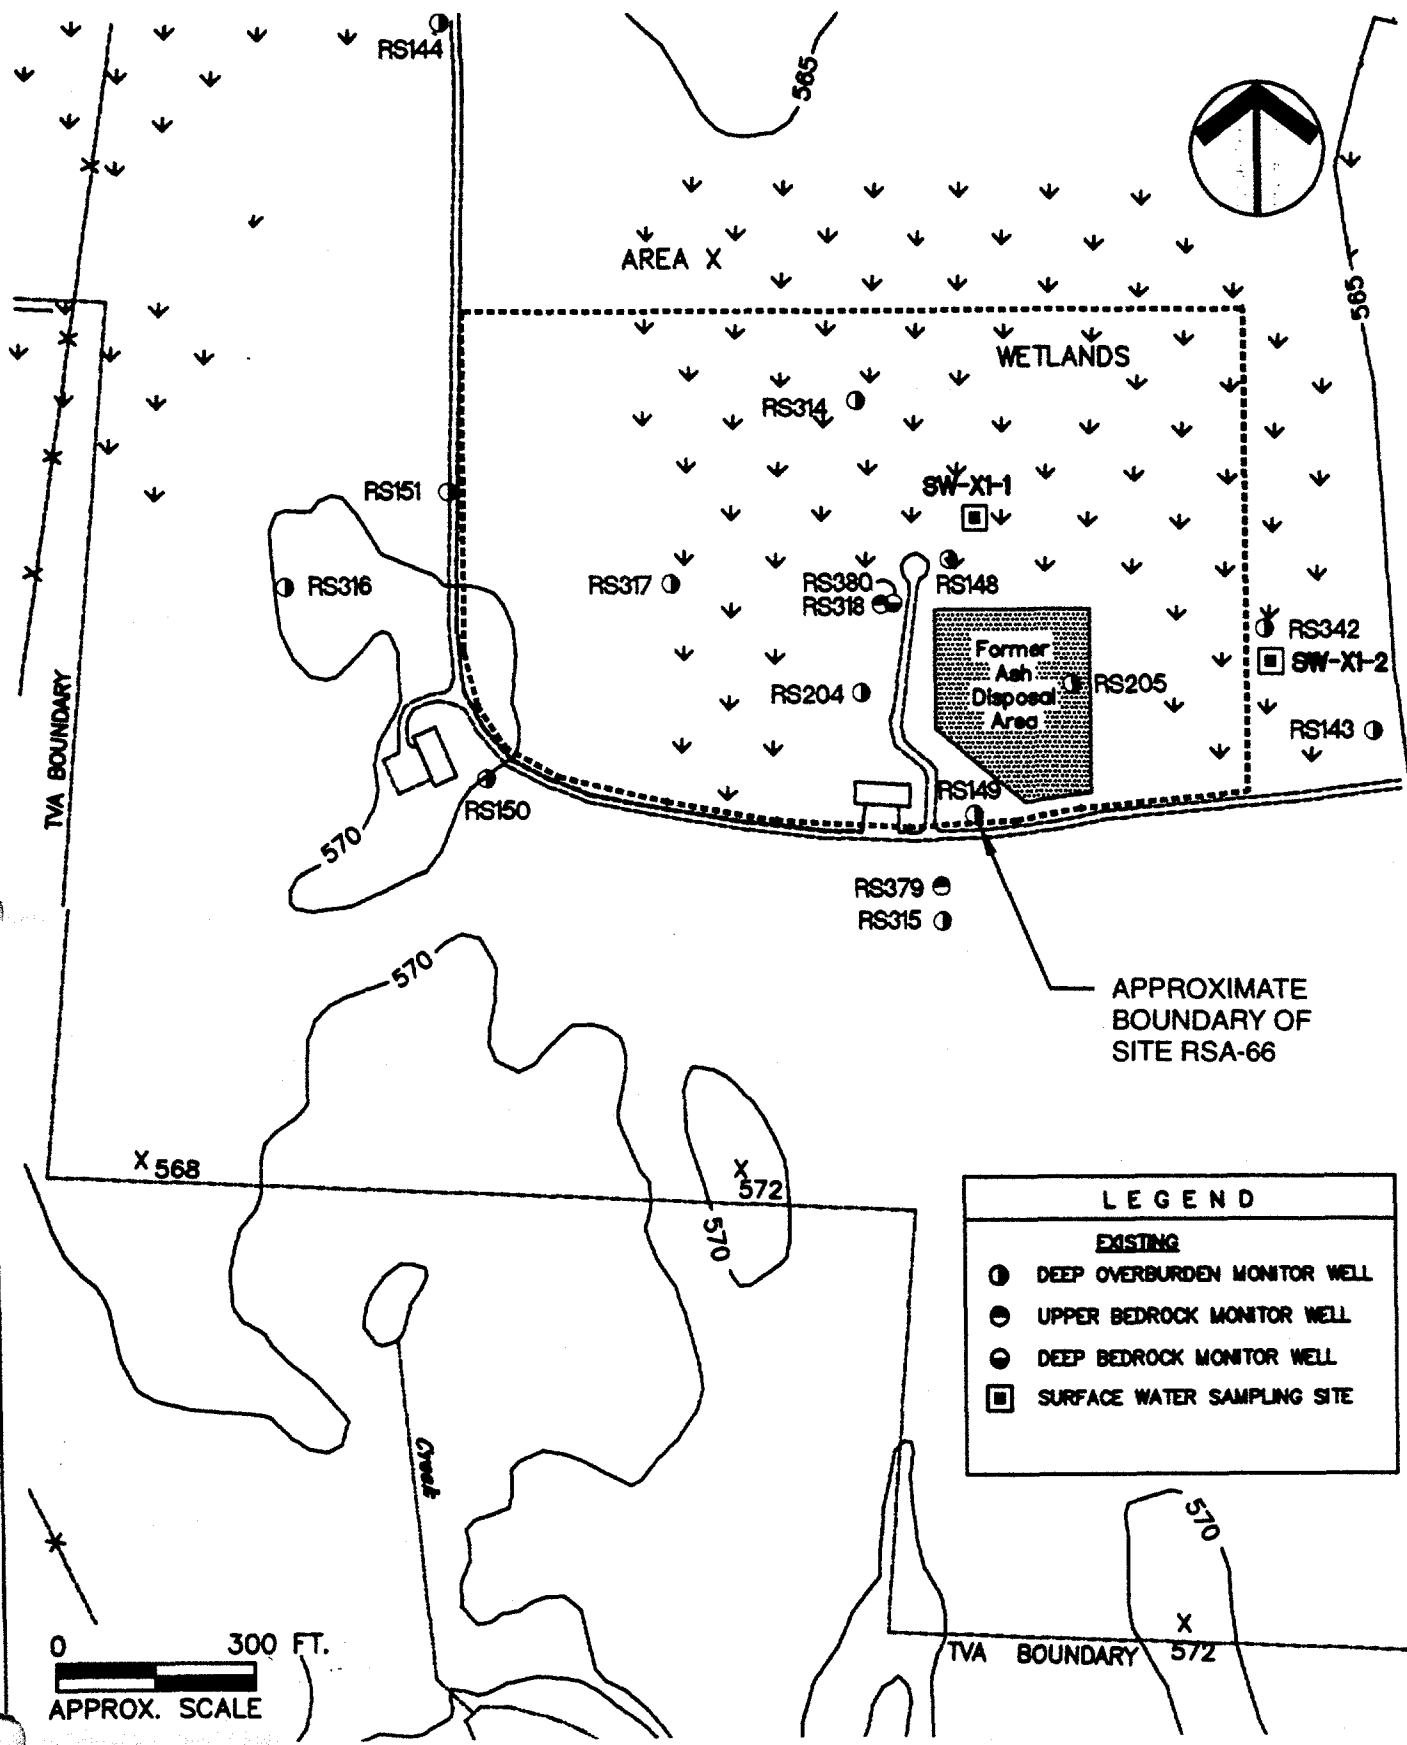 RS144
565
AREA X
565
WETLANDS
RS314
SW-X1-1
RS151
RS316
RS317
RS380
RS318
RS148
Former
Ash
Disposal
Area
RS342
SW-X1-2
RS204
RS205
RS143
TVA BOUNDARY
RS150
RS149
570
RS379
RS315
570
APPROXIMATE
BOUNDARY OF
SITE RSA-66
X 568
X
572
570
LEGEND
EXISTING
DEEP OVERBURDEN MONITOR WELL
UPPER BEDROCK MONITOR WELL
DEEP BEDROCK MONITOR WELL
SURFACE WATER SAMPLING SITE
Creek
570
X
572
TVA BOUNDARY
0 300 FT.
APPROX. SCALE